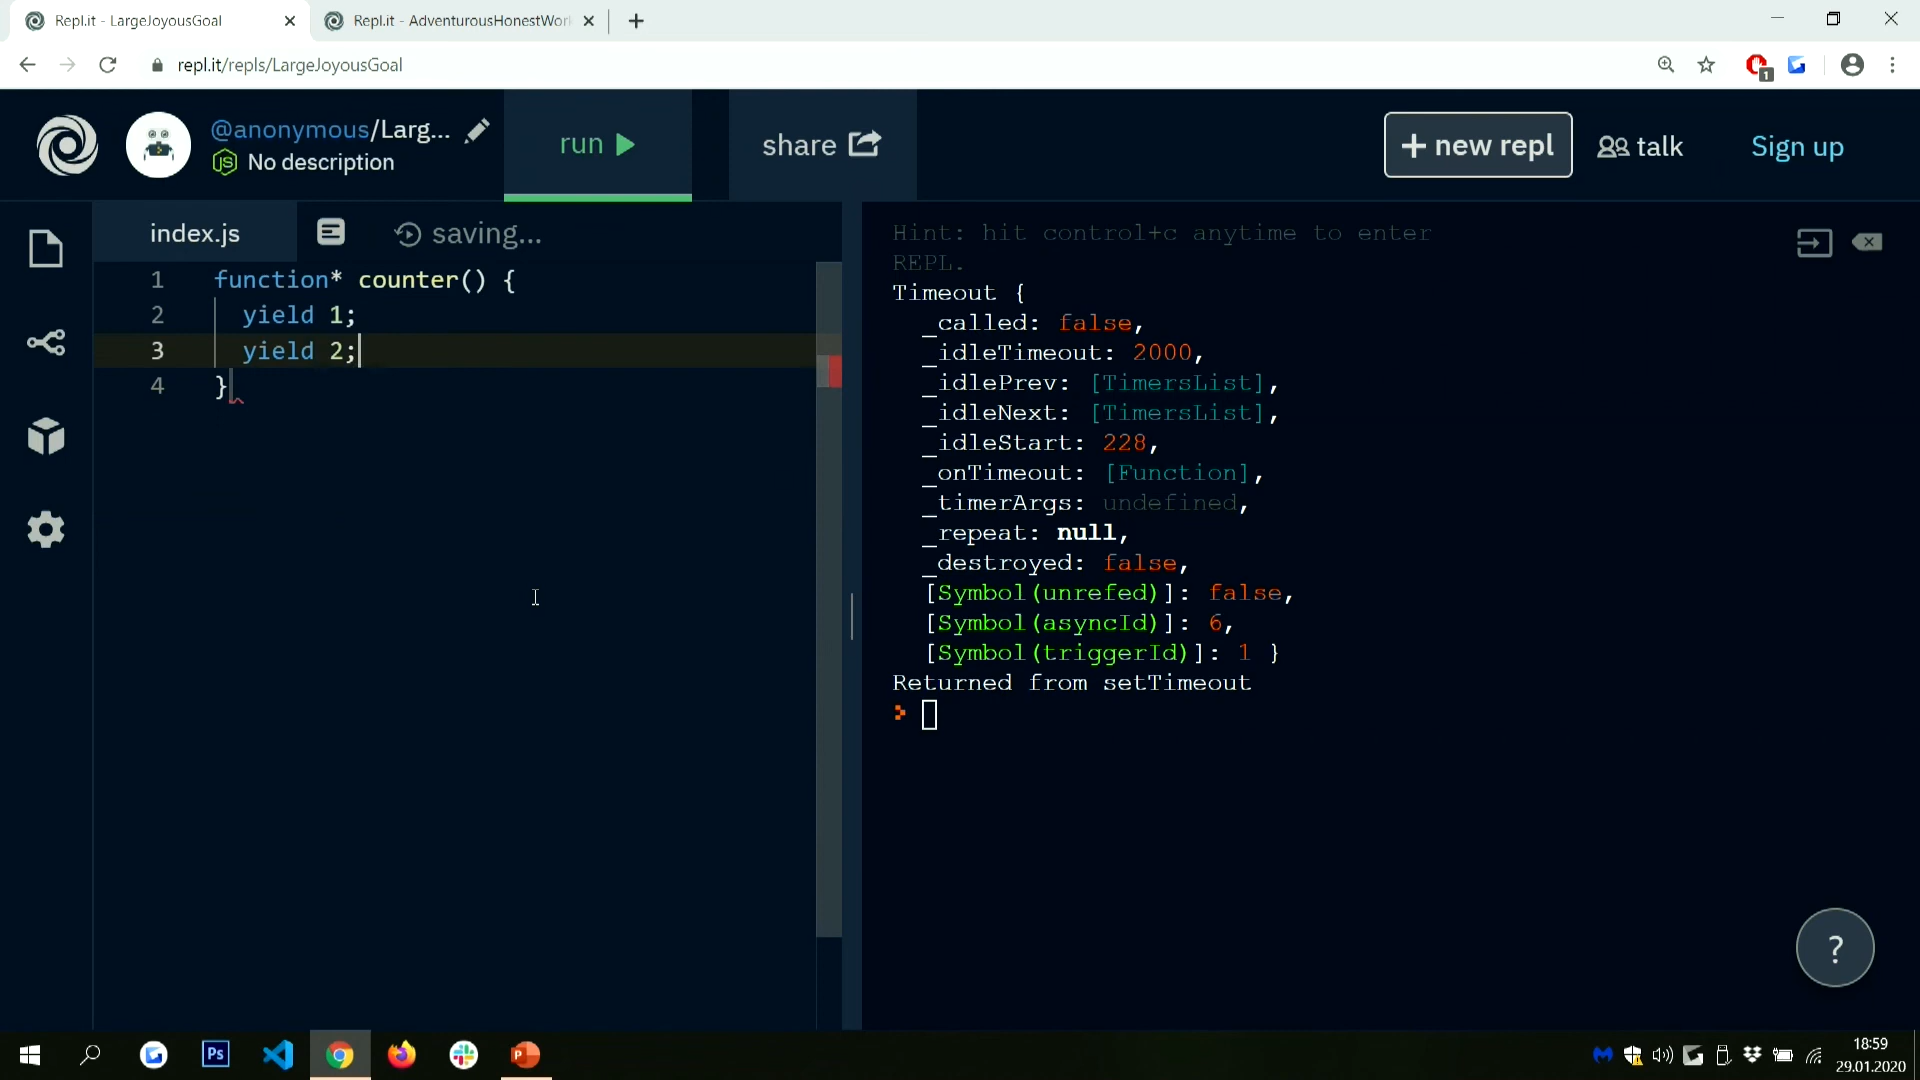 Repl.it - LargeJoyousGoal
Repl.it - AdventurousHonestWor
repl.it/repls/LargeJoyousGoal
1
@anonymous/Larg...
No description
run
share
+ new repl
talk
Sign up
index.js
saving...
1 function* counter() {
2 yield 1;
3 yield 2;
4 }
Hint: hit control+c anytime to enter
REPL.
Timeout {
_called: false,
_idleTimeout: 2000,
_idlePrev: [TimersList],
_idleNext: [TimersList],
_idleStart: 228,
_onTimeout: [Function],
_timerArgs: undefined,
_repeat: null,
_destroyed: false,
[Symbol(unrefed)]: false,
[Symbol(asyncId)]: 6,
[Symbol(triggerId)]: 1 }
Returned from setTimeout
>
?
Ps
P
18:59
29.01.2020